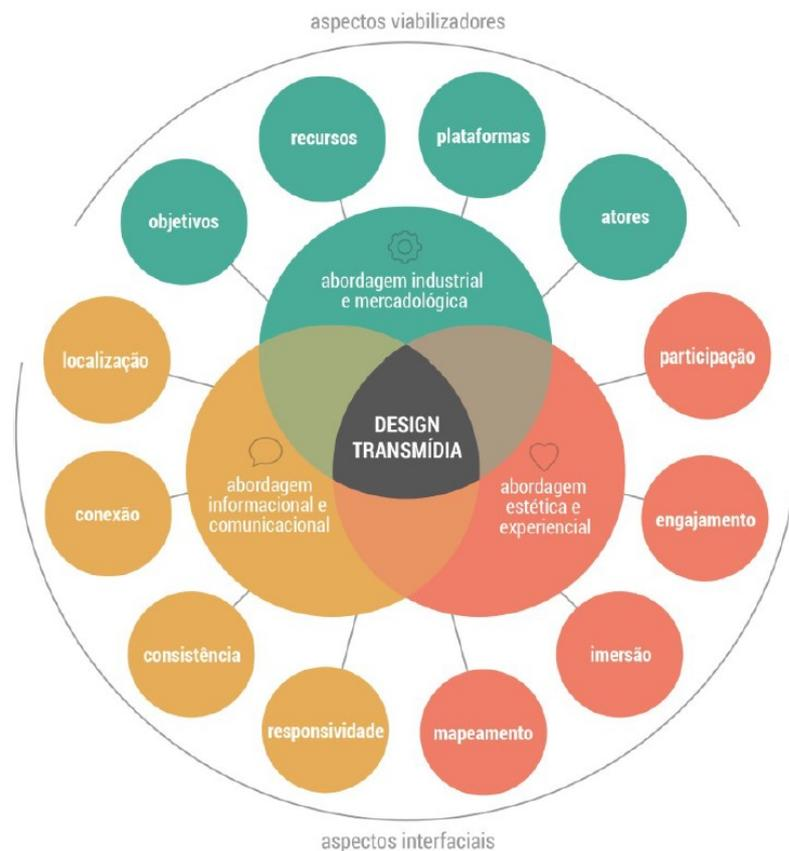 aspectos viabilizadores
recursos
plataformas
objetivos
atores
abordagem industrial
e mercadológica
localização
participação
DESIGN
TRANSMÍDIA
abordagem
informacional e
comunicacional
abordagem
estética e
experiencial
conexão
engajamento
consistência
imersão
responsividade
mapeamento
aspectos interfaciais